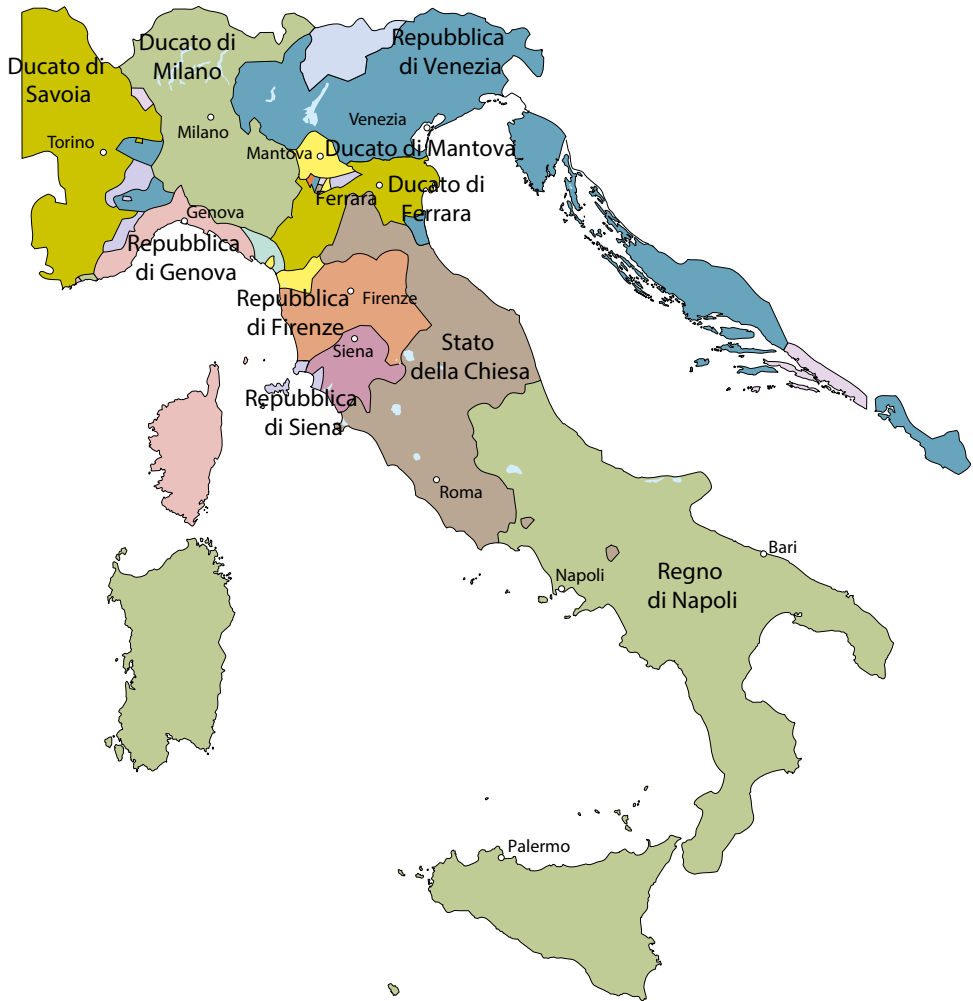 Ducato di
Milano
Repubblica
di Venezia
Ducato di
Savoia
Venezia
Milano
Torino
Mantova
Ducato di Mantova
Ducato di
Ferrara
Ferrara
Genova
Repubblica
di Genova
Repubblica
di Firenze
Firenze
Siena
Stato
della Chiesa
Repubblica
di Siena
Roma
Bari
Napoli
Regno
di Napoli
Palermo